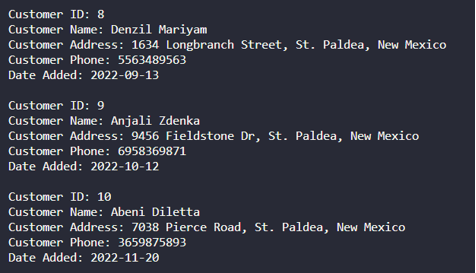 Customer ID: 8
Customer Name: Denzil Mariyam
Customer Address: 1634 Longbranch Street, St. Paldea, New Mexico
Customer Phone: 5563489563
Date Added: 2022-09-13
Customer ID: 9
Customer Name: Anjali Zdenka
Customer Address: 9456 Fieldstone Dr, St. Paldea, New Mexico
Customer Phone: 6958369871
Date Added: 2022-10-12
Customer ID: 10
Customer Name: Abeni Diletta
Customer Address: 7038 Pierce Road, St. Paldea, New Mexico
Customer Phone: 3659875893
Date Added: 2022-11-20